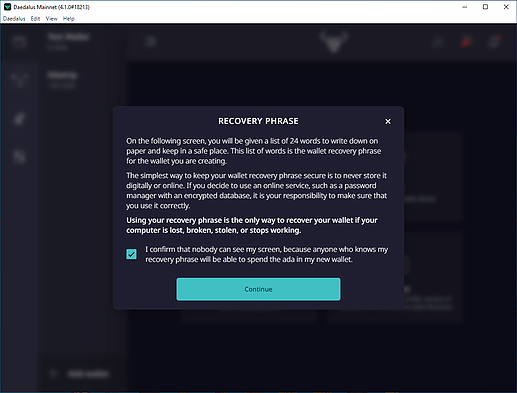 Daedalus Mainnet (4.1.0#18213)
Daedalus Edit View Help
RECOVERY PHRASE
On the following screen, you will be given a list of 24 words to write down on
paper and keep in a safe place. This list of words is the wallet recovery phrase
for the wallet you are creating.
The simplest way to keep your wallet recovery phrase secure is to never store it
digitally or online. If you decide to use an online service, such as a password
manager with an encrypted database, it is your responsibility to make sure that
you use it correctly.
Using your recovery phrase is the only way to recover your wallet if your
computer is lost, broken, stolen, or stops working.
I confirm that nobody can see my screen, because anyone who knows my
recovery phrase will be able to spend the ada in my new wallet.
Continue
Add wallet